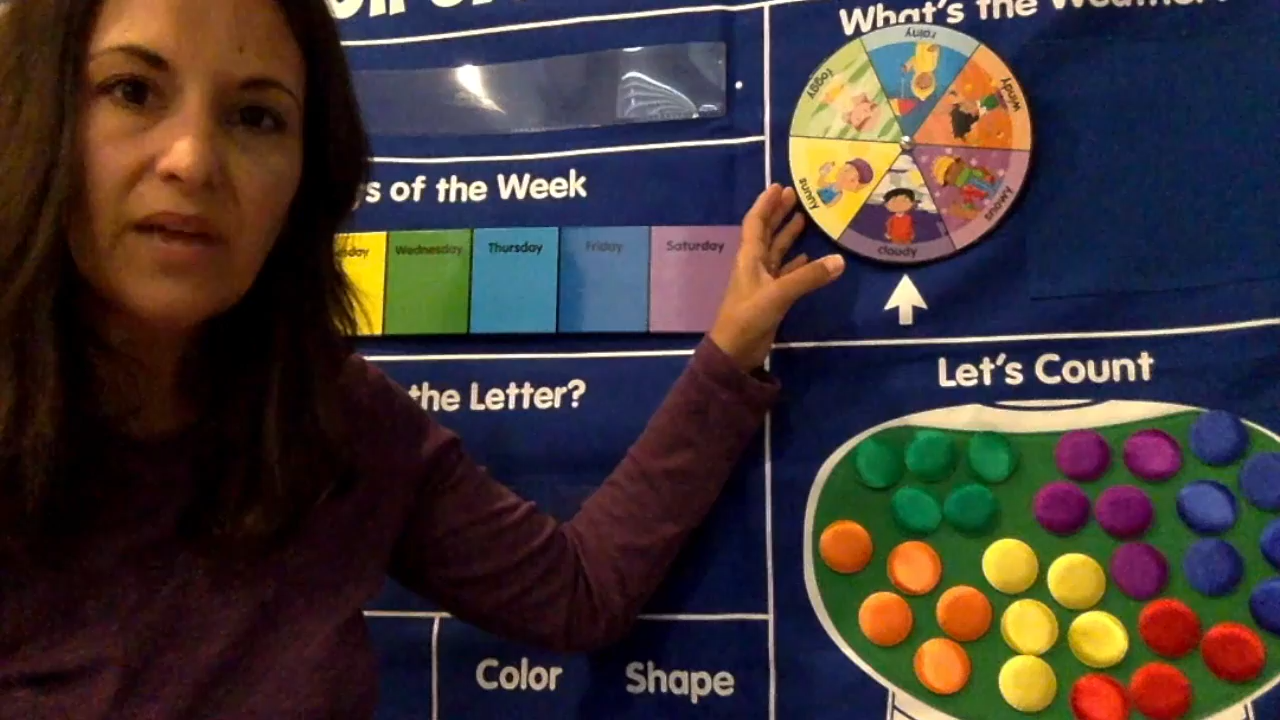 What's the Weather?
rainy
foggy
windy
sunny
snowy
cloudy
s of the Week
sday
Wednesday
Thursday
Friday
Saturday
the Letter?
Let's Count
Color
Shape